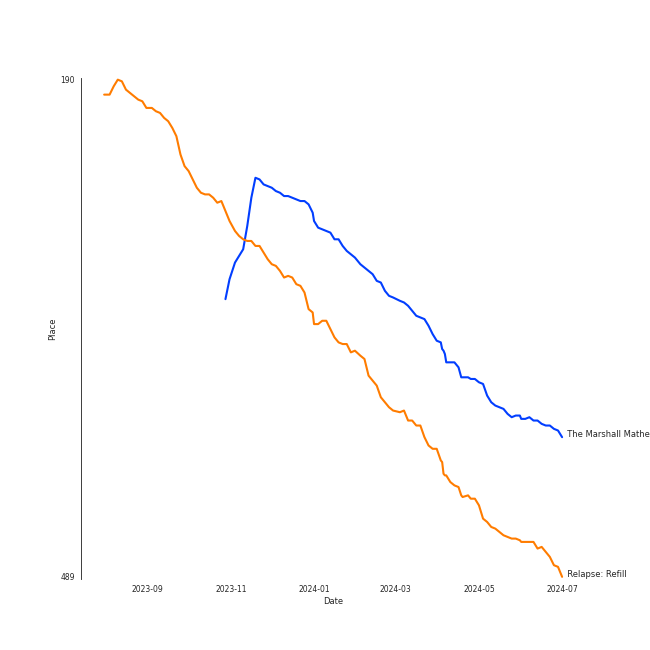 190
The Marshall Mathe
Place
489
Relapse: Refill
2023-09 2023-11 2024-01 2024-03 2024-05 2024-07
Date